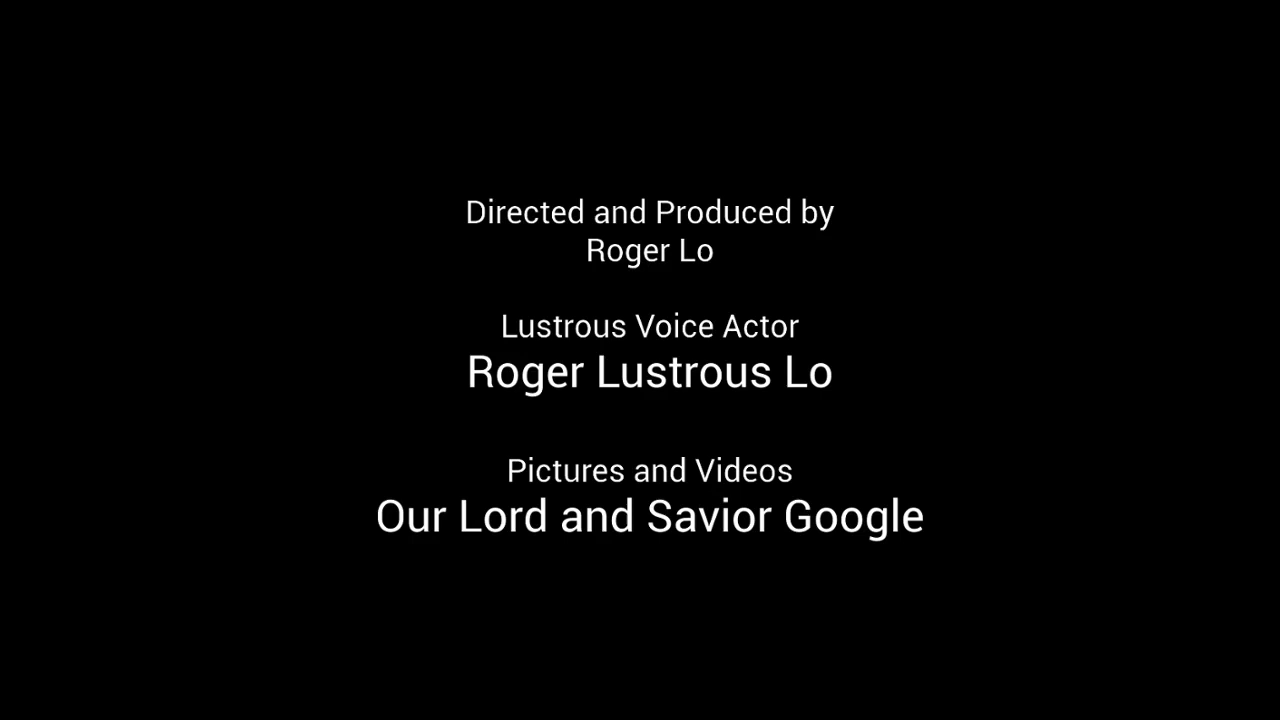 Directed and Produced by
Roger Lo
Lustrous Voice Actor
Roger Lustrous Lo
Pictures and Videos
Our Lord and Savior Google